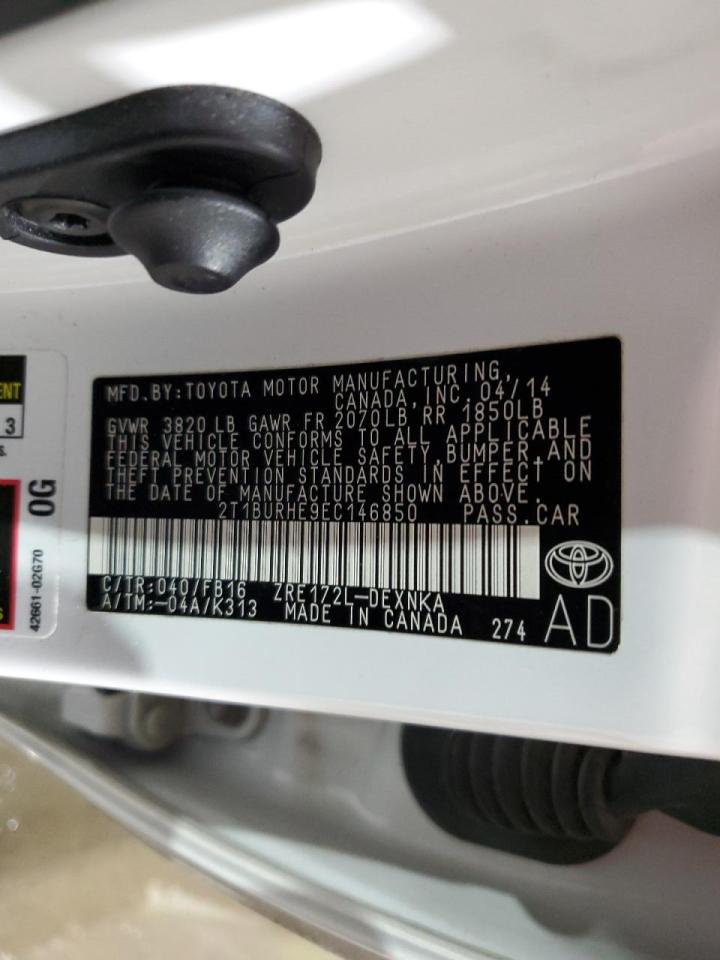 MFD.BY:TOYOTA MOTOR MANUFACTURING,
CANADA,INC.04/14
GVWR 3820 LB GAWR FR 2070LB RR 1850LB
THIS VEHICLE CONFORMS TO ALL APPLICABLE
FEDERAL MOTOR VEHICLE SAFETY,BUMPER,AND
THEFT PREVENTION STANDARDS IN EFFECT ON
THE DATE OF MANUFACTURE SHOWN ABOVE.
2T1BURHE9EC146850 PASS.CAR
C/TR:040/FB16 ZRE172L-DEXNKA
A/TM:-04A/K313 MADE IN CANADA 274
AD
ENT
3
s.
0G
42661-02G70
s